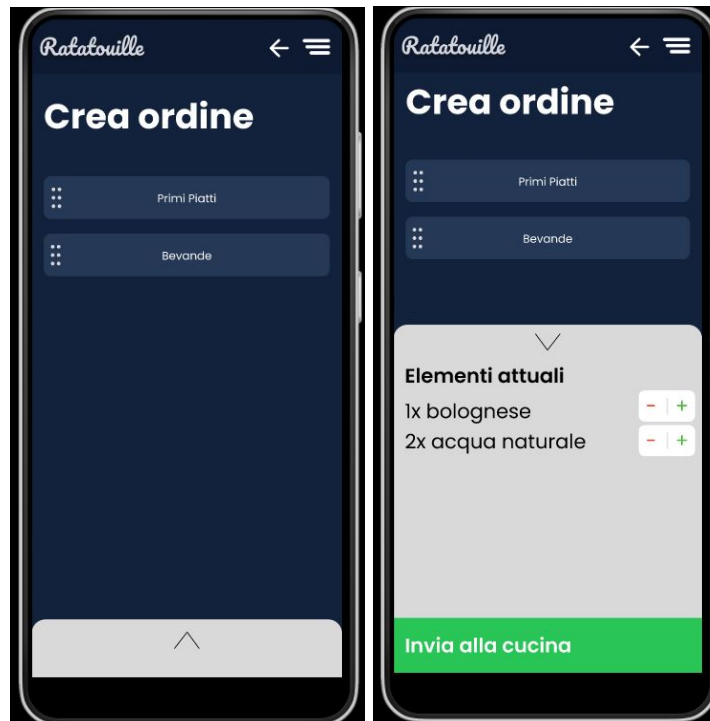 Ratatouille
Crea ordine
Primi Piatti
Bevande
Ratatouille
Crea ordine
Primi Piatti
Bevande
Elementi attuali
1x bolognese - +
2x acqua naturale - +
Invia alla cucina